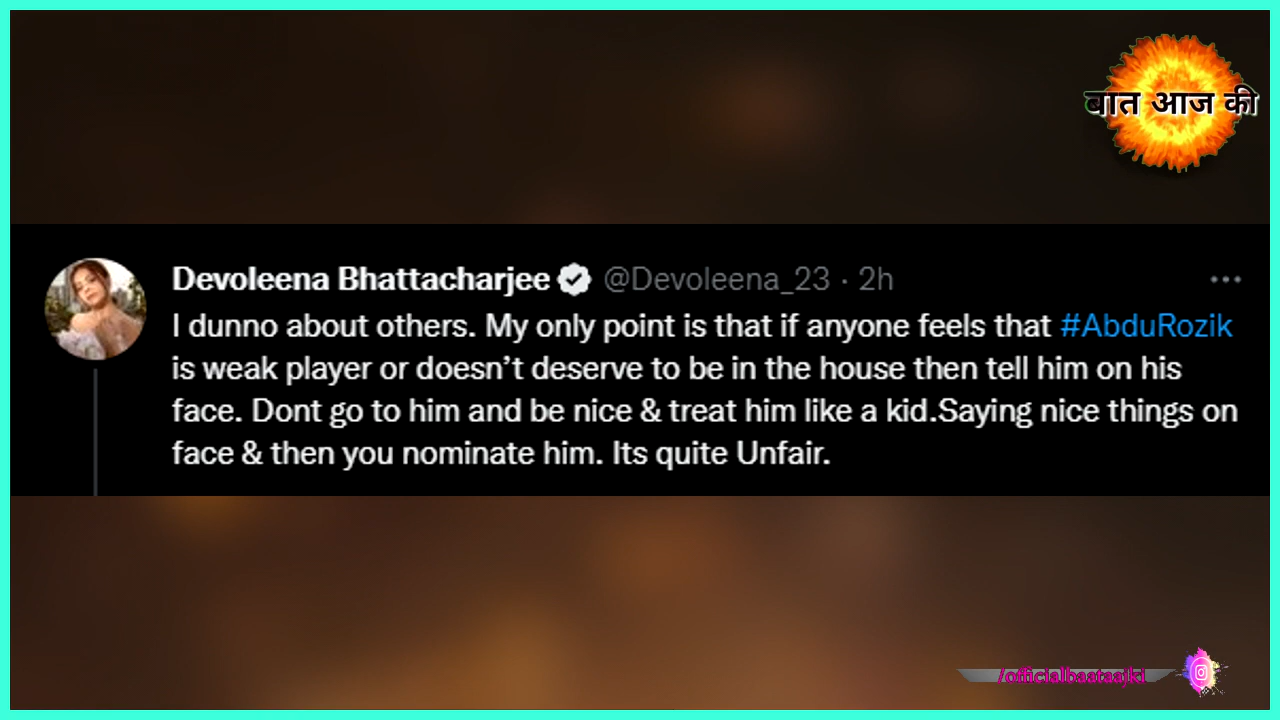 बात आज की
Devoleena Bhattacharjee @Devoleena_23 · 2h
I dunno about others. My only point is that if anyone feels that #AbduRozik
is weak player or doesn’t deserve to be in the house then tell him on his
face. Dont go to him and be nice & treat him like a kid.Saying nice things on
face & then you nominate him. Its quite Unfair.
/officialbaataajki